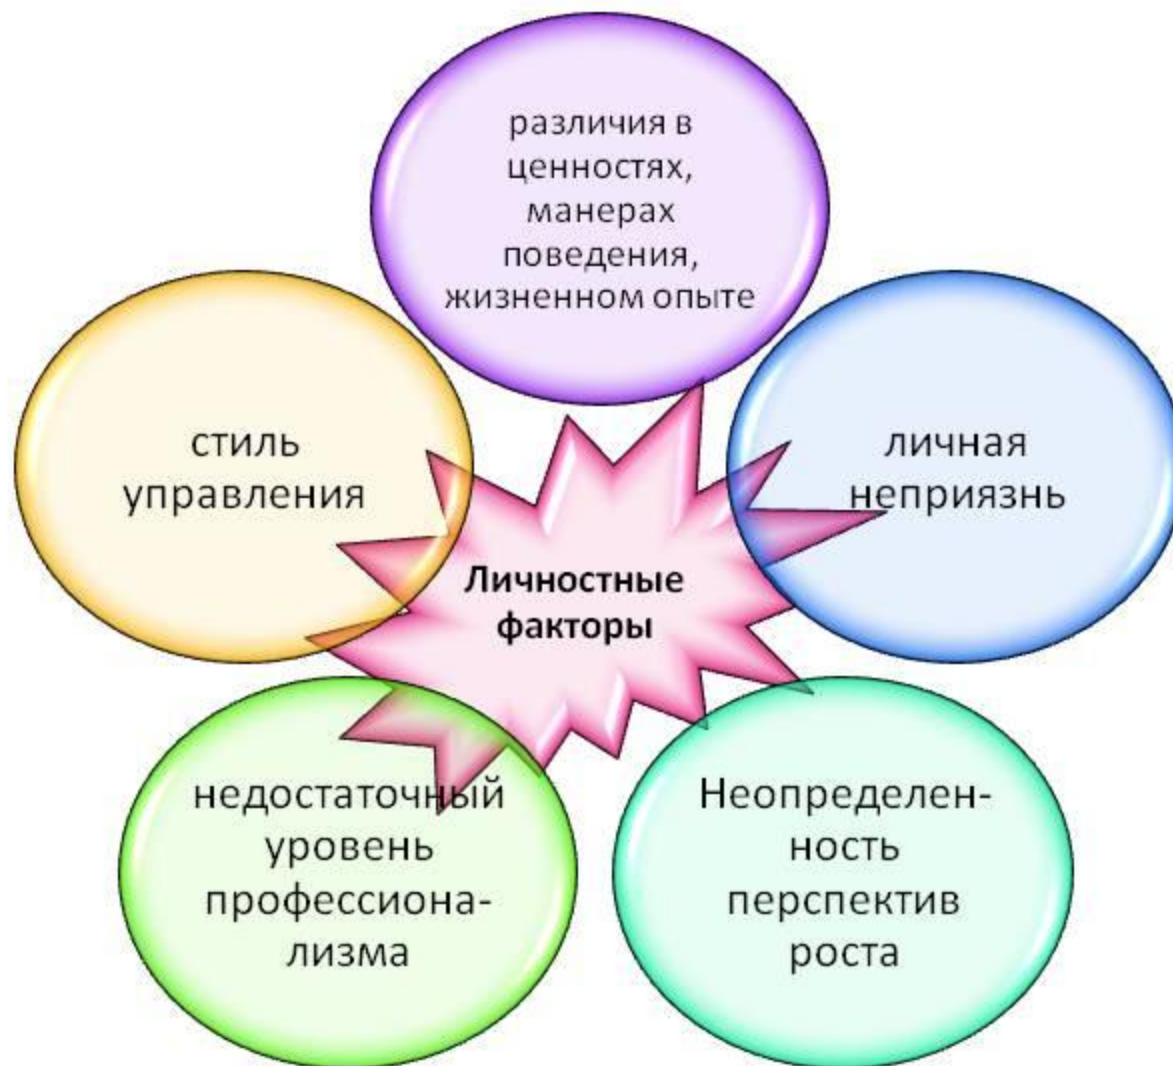 различия в
ценностях,
манерах
поведения,
жизненном опыте
стиль
управления
личная
неприязнь
Личностные
факторы
недостаточный
уровень
профессиона-
лизма
Неопределен-
ность
перспектив
роста